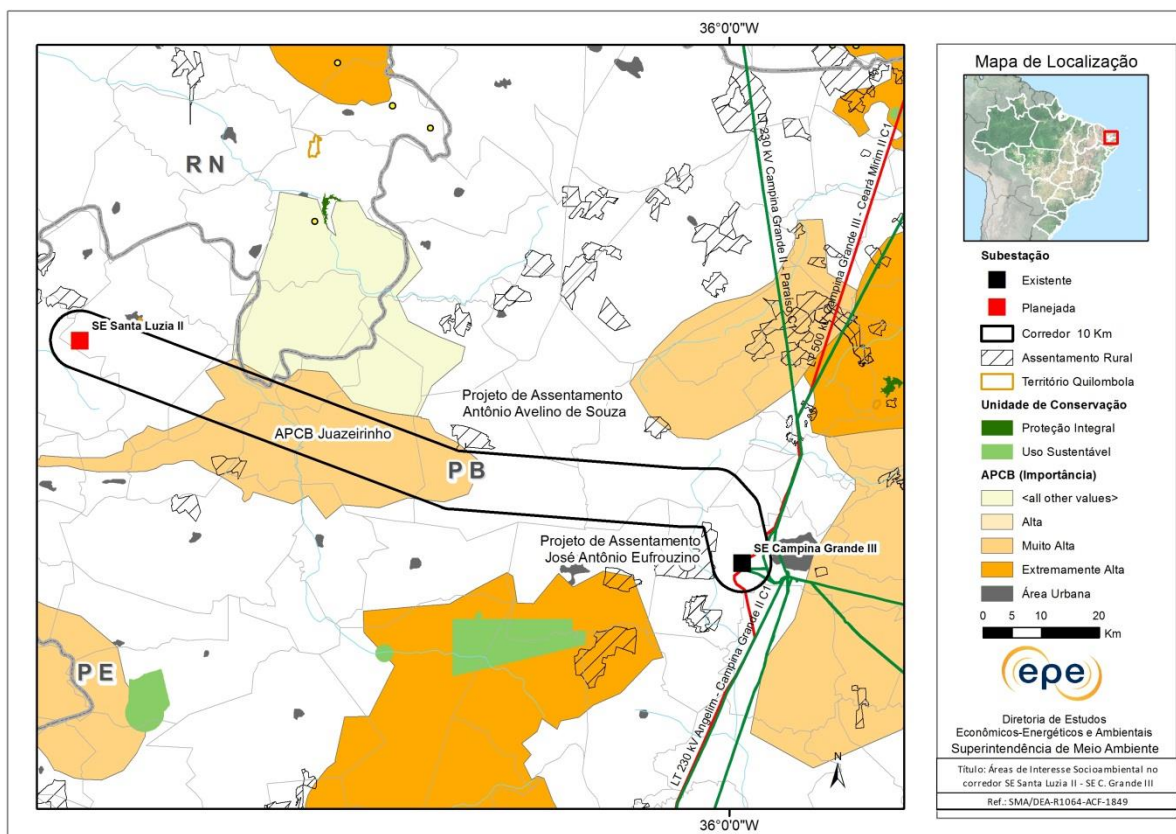 36°0'0"W
R N
LT 230 kV Campina Grande II - Paraíso C1
LT 500 kV Campina Grande III - Ceará Mirim II C1
SE Santa Luzia II
Projeto de Assentamento
Antônio Avelino de Souza
APCB Juazeirinho
P B
Projeto de Assentamento
José Antônio Eufrouzino
SE Campina Grande III
P E
LT 230 kV Angelim - Campina Grande II C1
N
36°0'0"W
Mapa de Localização
Subestação
Existente
Planejada
Corredor 10 Km
Assentamento Rural
Território Quilombola
Unidade de Conservação
Proteção Integral
Uso Sustentável
APCB (Importância)
<all other values>
Alta
Muito Alta
Extremamente Alta
Área Urbana
0 5 10 20
Km
epe
Diretoria de Estudos
Econômicos-Energéticos e Ambientais
Superintendência de Meio Ambiente
Título: Áreas de Interesse Socioambiental no
corredor SE Santa Luzia II - SE C. Grande III
Ref.: SMA/DEA-R1064-ACF-1849